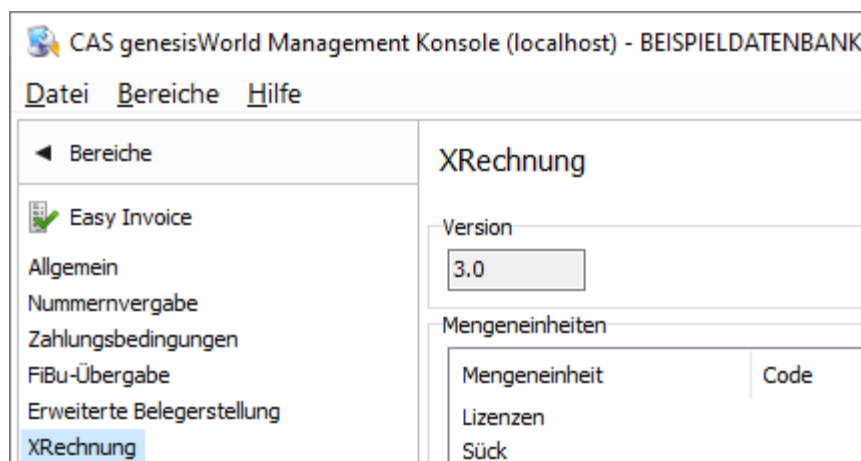 CAS genesisWorld Management Konsole (localhost) - BEISPIELDATENBANK
Datei Bereiche Hilfe
Bereiche
Easy Invoice
Allgemein
Nummernvergabe
Zahlungsbedingungen
FiBu-Übergabe
Erweiterte Belegerstellung
XRechnung
XRechnung
Version
3.0
Mengeneinheiten
Mengeneinheit Code
Lizenzen
Sück